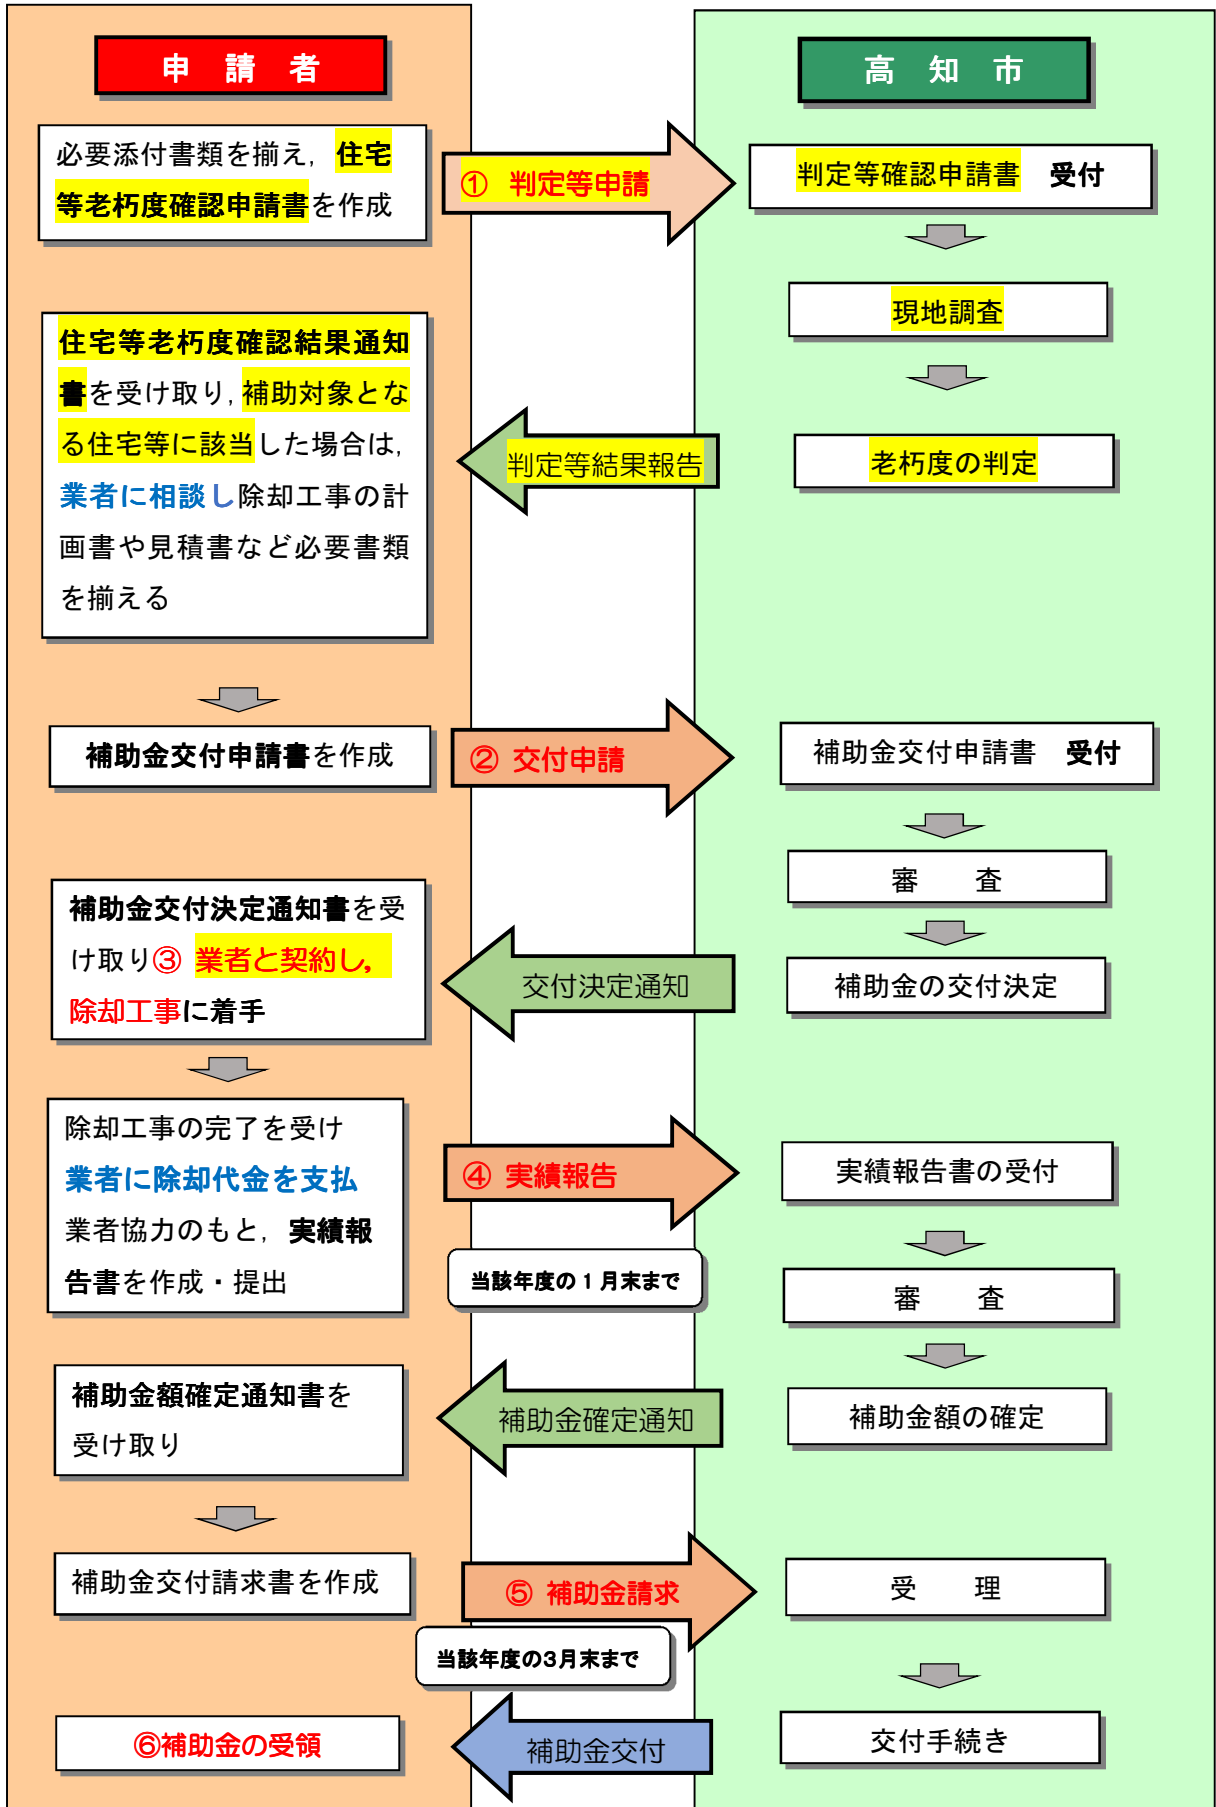 申 請 者
高 知 市
必要添付書類を揃え，住宅
等老朽度確認申請書を作成
① 判定等申請
判定等確認申請書 受付
現地調査
老朽度の判定
判定等結果報告
住宅等老朽度確認結果通知
書を受け取り,補助対象とな
る住宅等に該当した場合は,
業者に相談し除却工事の計
画書や見積書など必要書類
を揃える
補助金交付申請書を作成
② 交付申請
補助金交付申請書 受付
審 査
補助金の交付決定
交付決定通知
補助金交付決定通知書を受
け取り③ 業者と契約し，
除却工事に着手
除却工事の完了を受け
業者に除却代金を支払
業者協力のもと，実績報
告書を作成・提出
④ 実績報告
当該年度の１月末まで
実績報告書の受付
審 査
補助金額の確定
補助金確定通知
補助金額確定通知書を
受け取り
補助金交付請求書を作成
⑤ 補助金請求
当該年度の3月末まで
受 理
交付手続き
補助金交付
⑥補助金の受領